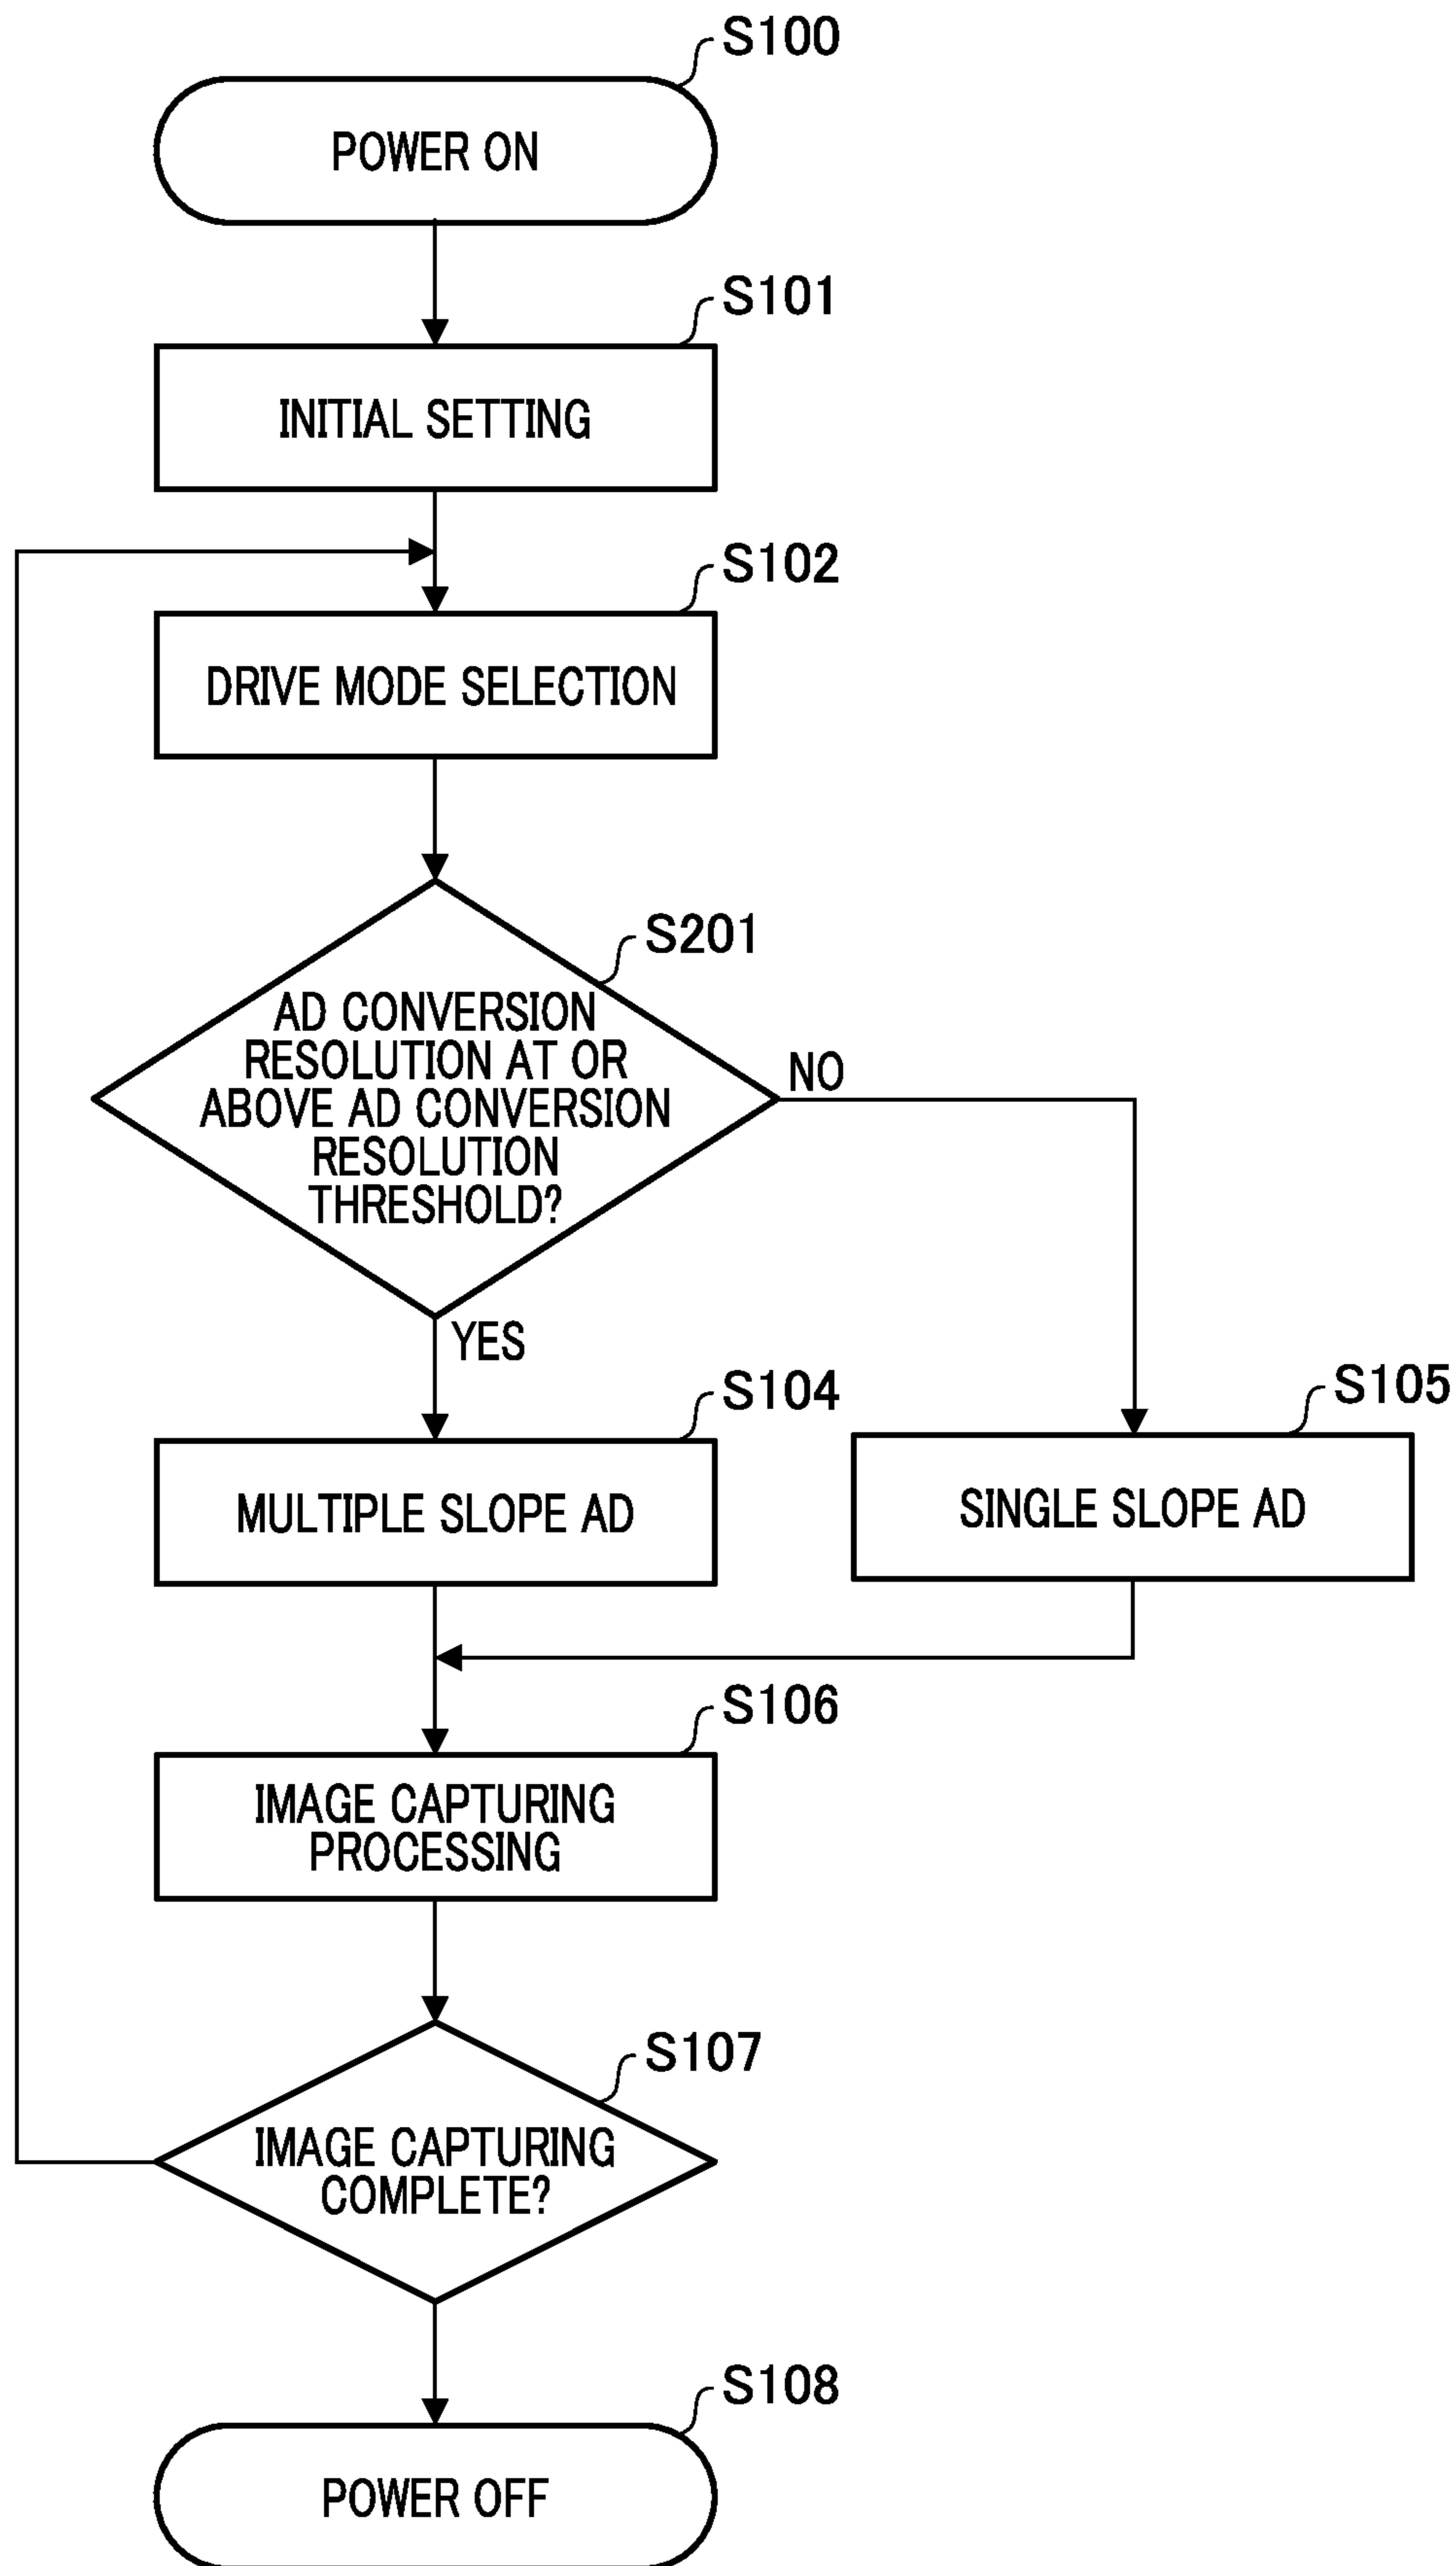 S100
POWER ON
S101
INITIAL SETTING
S102
DRIVE MODE SELECTION
S201
AD CONVERSION
RESOLUTION AT OR
ABOVE AD CONVERSION
RESOLUTION
THRESHOLD?
NO
YES
S104
MULTIPLE SLOPE AD
S105
SINGLE SLOPE AD
S106
IMAGE CAPTURING
PROCESSING
S107
IMAGE CAPTURING
COMPLETE?
S108
POWER OFF